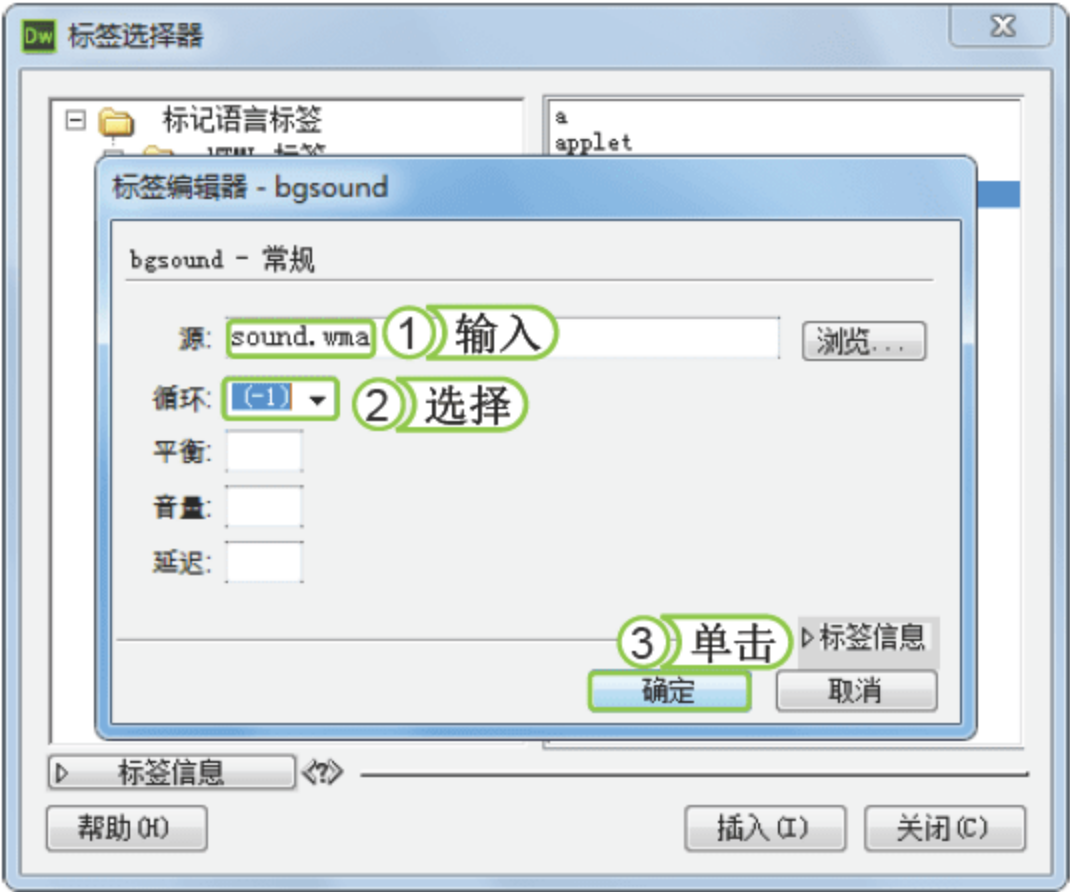 Dw 标签选择器
标记语言标签
HTML 标签
a
applet
标签编辑器 - bgsound
bgsound - 常规
源: sound.wma 1 输入 浏览...
循环: (-1) 2 选择
平衡:
音量:
延迟:
3 单击 标签信息
确定 取消
标签信息 <?>
帮助(H) 插入(I) 关闭(C)